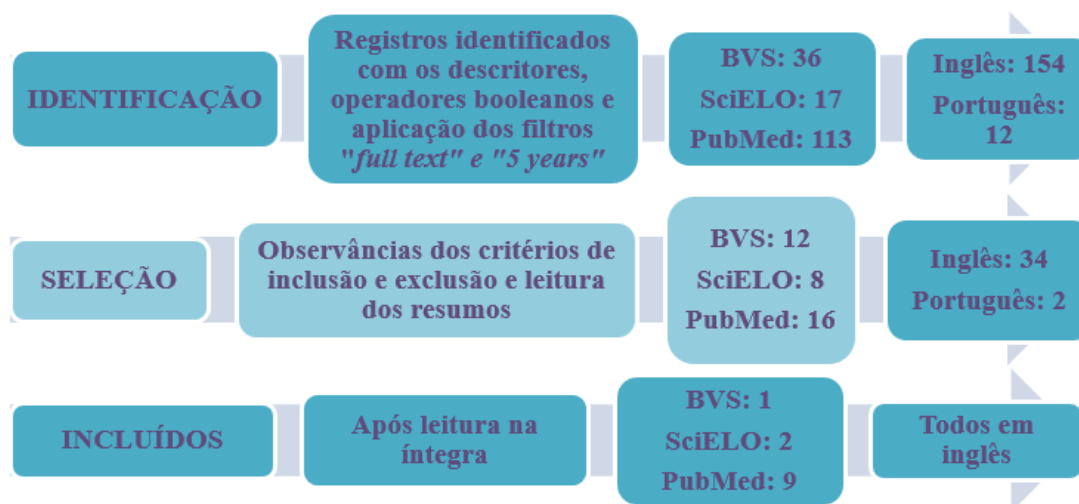 IDENTIFICAÇÃO
Registros identificados
com os descritores,
operadores booleanos e
aplicação dos filtros
"full text" e "5 years"
BVS: 36
SciELO: 17
PubMed: 113
Inglês: 154
Português:
12
SELEÇÃO
Observâncias dos critérios de
inclusão e exclusão e leitura
dos resumos
BVS: 12
SciELO: 8
PubMed: 16
Inglês: 34
Português: 2
INCLUÍDOS
Após leitura na
íntegra
BVS: 1
SciELO: 2
PubMed: 9
Todos em
inglês